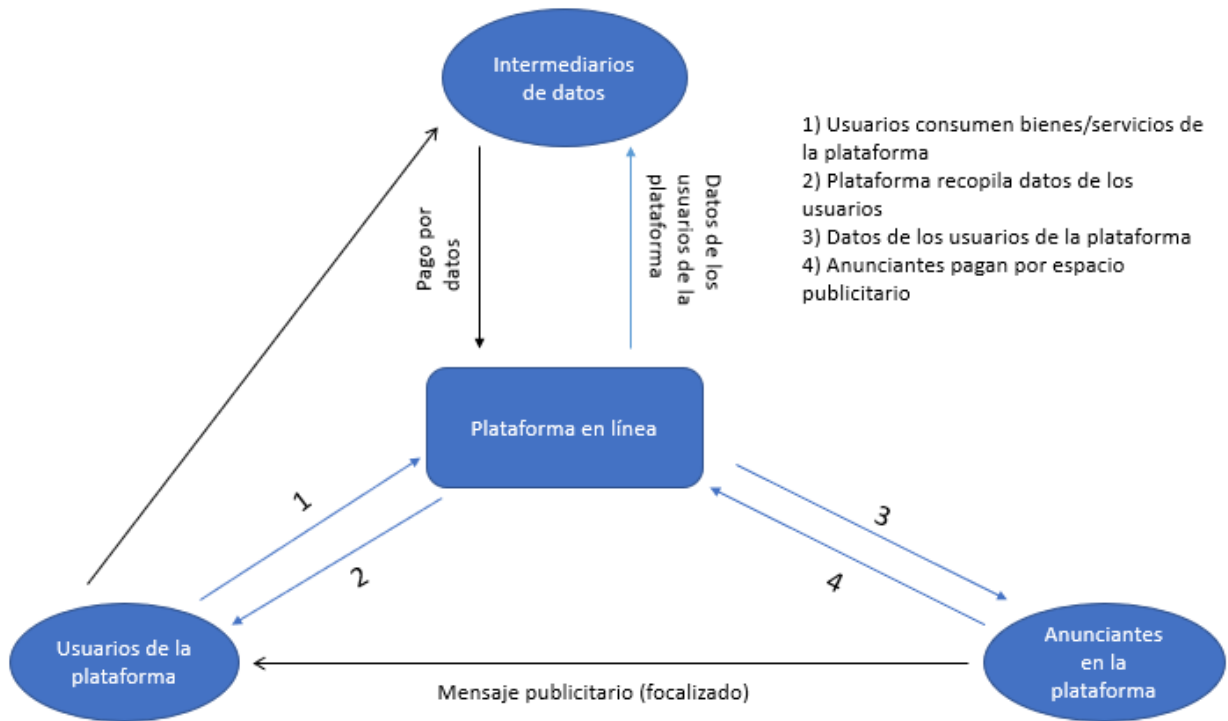 Intermediarios
de datos
1) Usuarios consumen bienes/servicios de
la plataforma
2) Plataforma recopila datos de los
usuarios
3) Datos de los usuarios de la plataforma
4) Anunciantes pagan por espacio
publicitario
Pago por
datos
Datos de los
usuarios de la
plataforma
Plataforma en línea
1
2
3
4
Usuarios de la
plataforma
Anunciantes
en la
plataforma
Mensaje publicitario (focalizado)